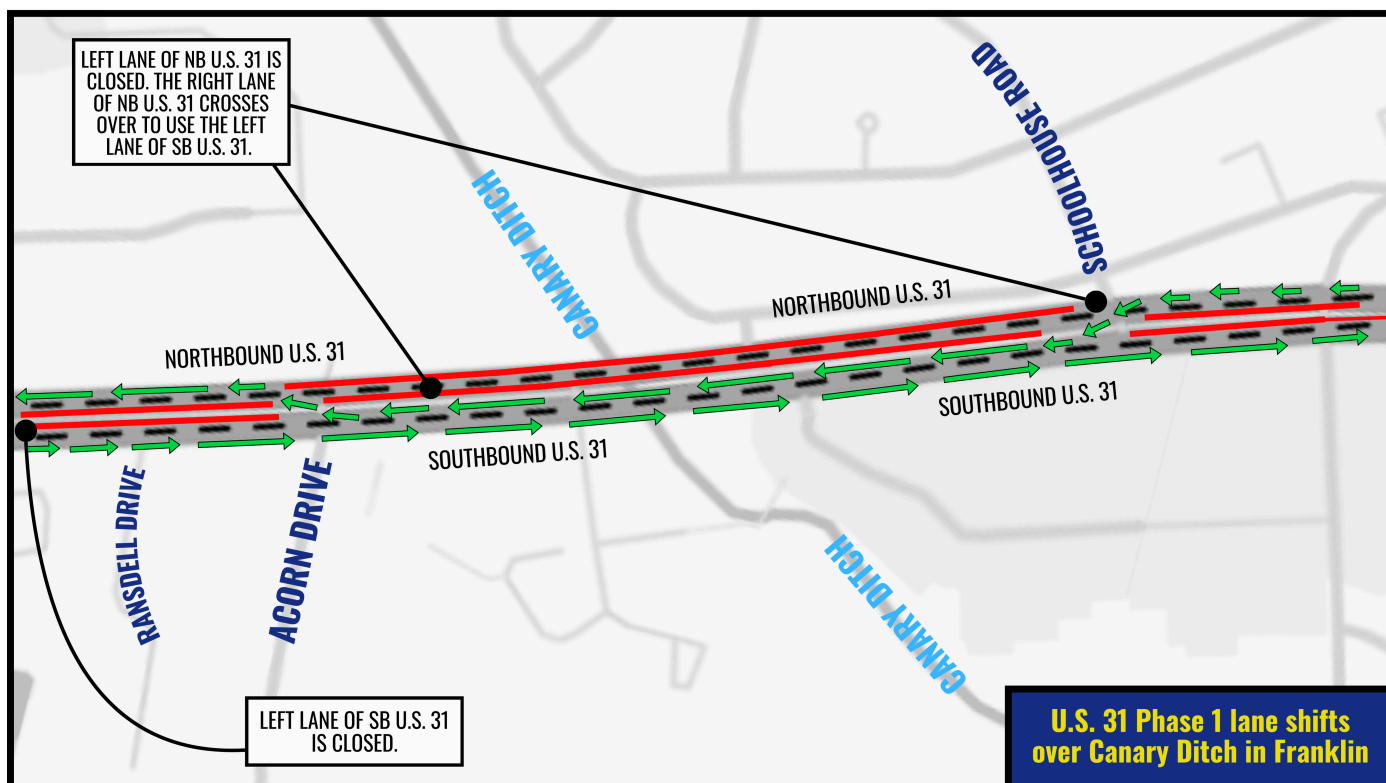 LEFT LANE OF NB U.S. 31 IS
CLOSED. THE RIGHT LANE
OF NB U.S. 31 CROSSES
OVER TO USE THE LEFT
LANE OF SB U.S. 31.
SCHOOLHOUSE ROAD
CANARY DITCH
NORTHBOUND U.S. 31
NORTHBOUND U.S. 31
SOUTHBOUND U.S. 31
SOUTHBOUND U.S. 31
RANSDELL DRIVE
ACORN DRIVE
CANARY DITCH
LEFT LANE OF SB U.S. 31
IS CLOSED.
U.S. 31 Phase 1 lane shifts
over Canary Ditch in Franklin